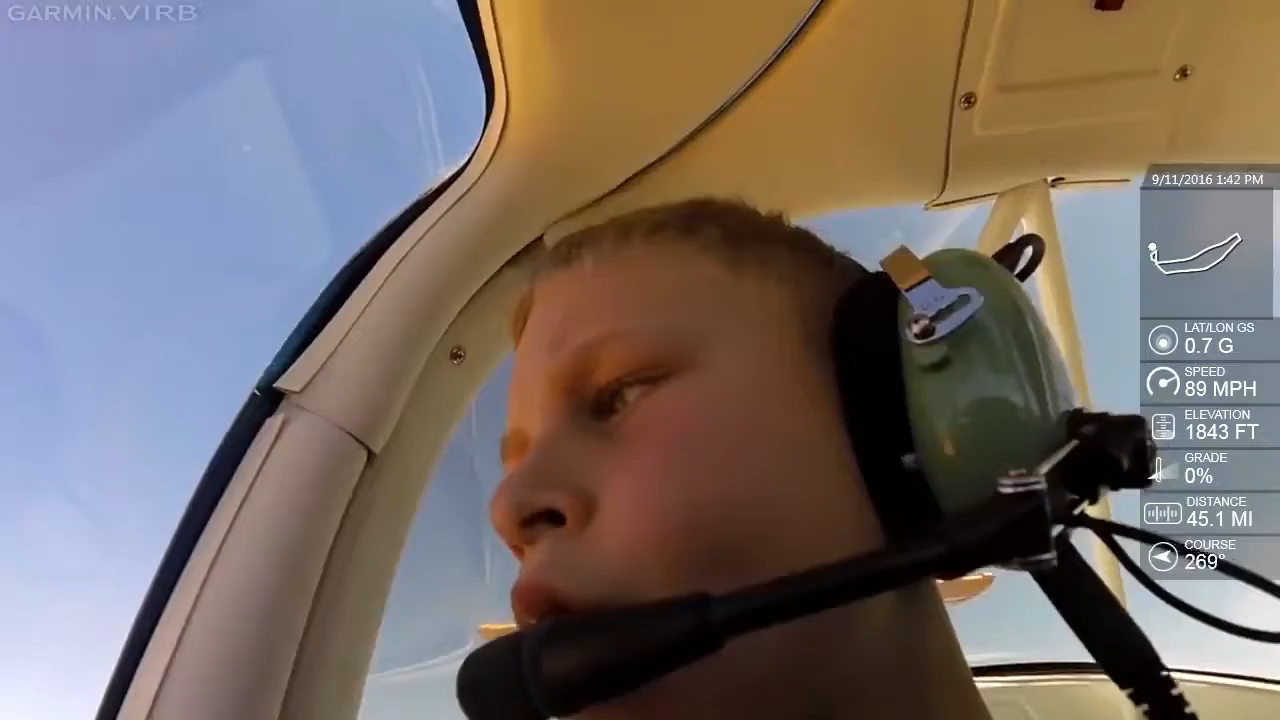 GARMIN.VIRB
9/11/2016 1:42 PM
LAT/LON GS
0.7 G
SPEED
89 MPH
ELEVATION
1843 FT
GRADE
0%
DISTANCE
45.1 MI
COURSE
269°